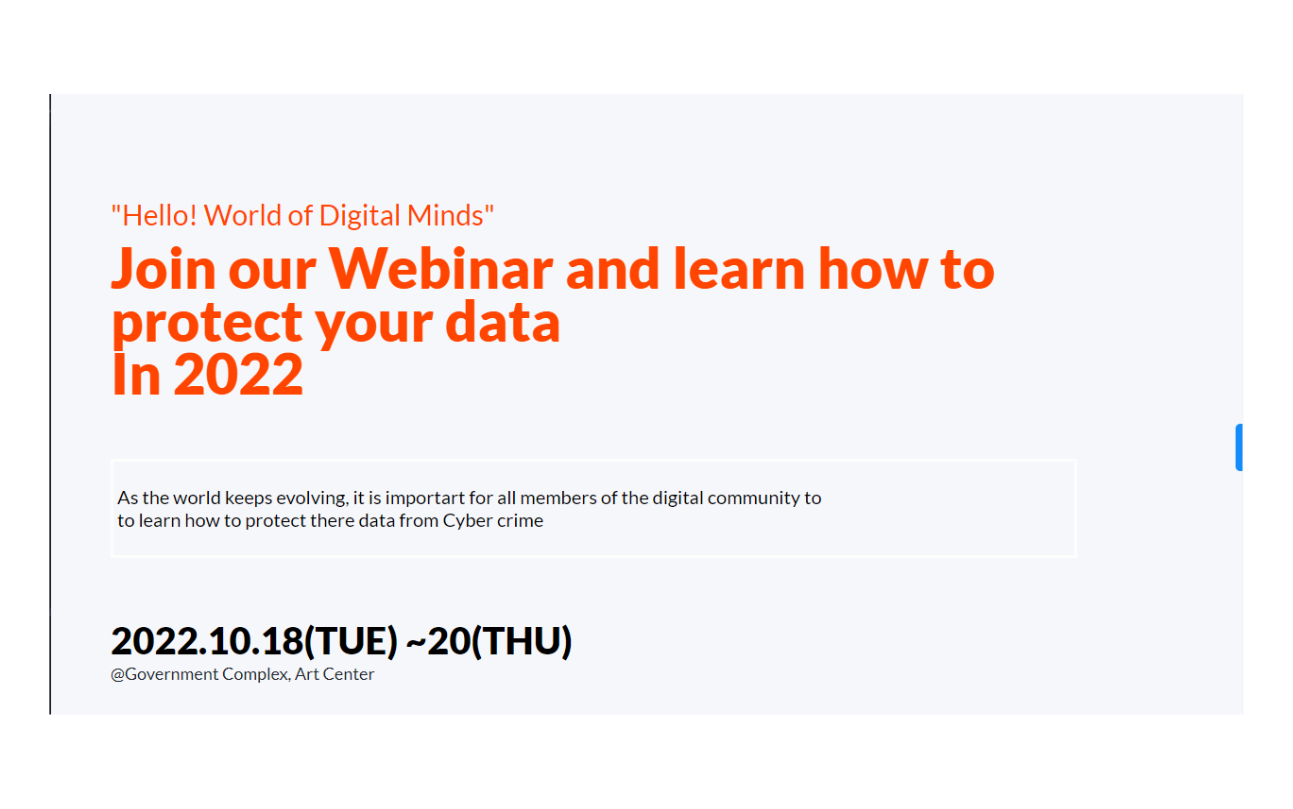 "Hello! World of Digital Minds"
Join our Webinar and learn how to
protect your data
In 2022
As the world keeps evolving, it is importart for all members of the digital community to
to learn how to protect there data from Cyber crime
2022.10.18(TUE) ~20(THU)
@Government Complex, Art Center